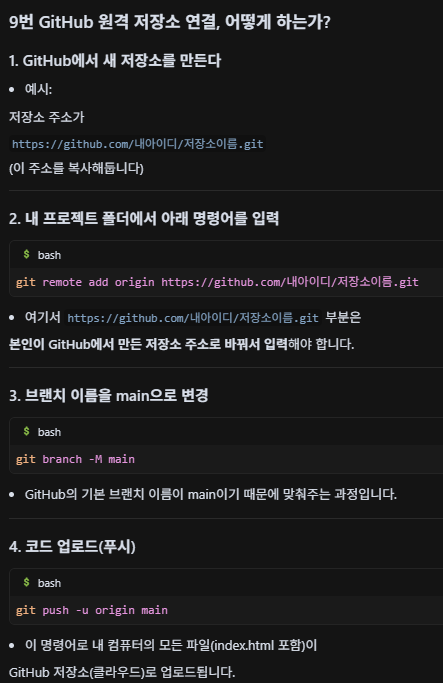 9번 GitHub 원격 저장소 연결, 어떻게 하는가?
1. GitHub에서 새 저장소를 만든다
• 예시:
저장소 주소가
https://github.com/내아이디/저장소이름.git
(이 주소를 복사해둡니다)
2. 내 프로젝트 폴더에서 아래 명령어를 입력
$ bash
git remote add origin https://github.com/내아이디/저장소이름.git
• 여기서 https://github.com/내아이디/저장소이름.git 부분은
본인이 GitHub에서 만든 저장소 주소로 바꿔서 입력해야 합니다.
3. 브랜치 이름을 main으로 변경
$ bash
git branch -M main
• GitHub의 기본 브랜치 이름이 main이기 때문에 맞춰주는 과정입니다.
4. 코드 업로드(푸시)
$ bash
git push -u origin main
• 이 명령어로 내 컴퓨터의 모든 파일(index.html 포함)이
GitHub 저장소(클라우드)로 업로드됩니다.